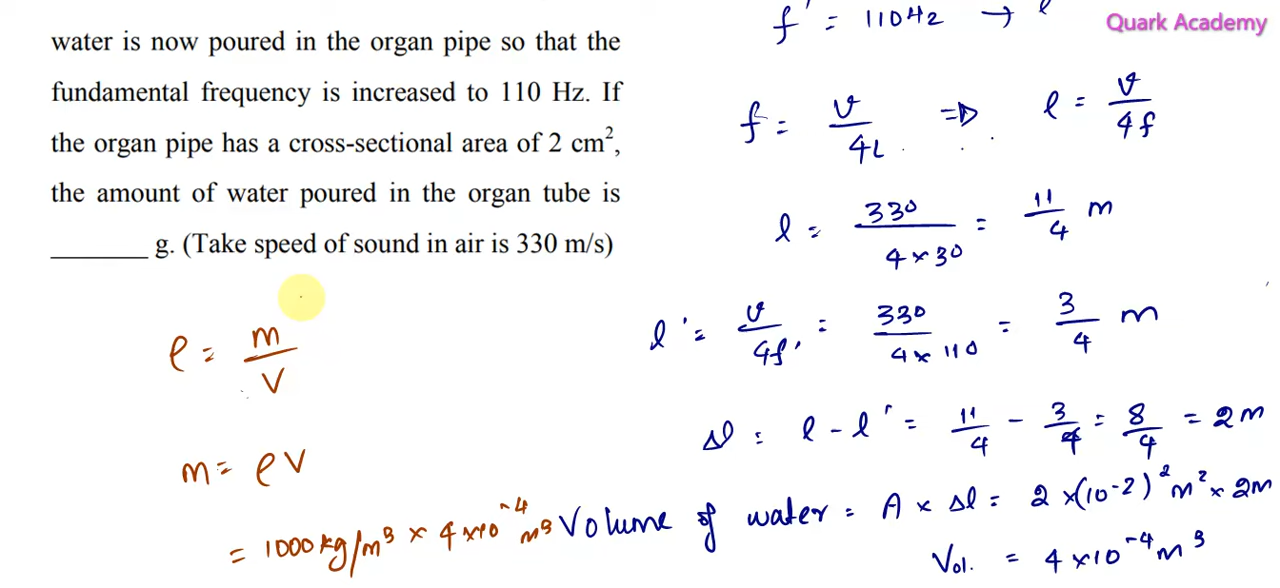 water is now poured in the organ pipe so that the
fundamental frequency is increased to 110 Hz. If
the organ pipe has a cross-sectional area of 2 cm²,
the amount of water poured in the organ tube is
________ g. (Take speed of sound in air is 330 m/s)
ρ = m/V
m = ρV
= 1000 kg/m³ × 4×10⁻⁴ m³
f' = 110Hz → l
Quark Academy
f = v/4L ⇒ l = v/4f
l = 330/4×30 = 11/4 m
l' = v/4f' = 330/4×110 = 3/4 m
Δl = l - l' = 11/4 - 3/4 = 8/4 = 2m
Volume of water = A × Δl = 2 ×(10-2)² m² × 2m
Vol. = 4×10⁻⁴ m³